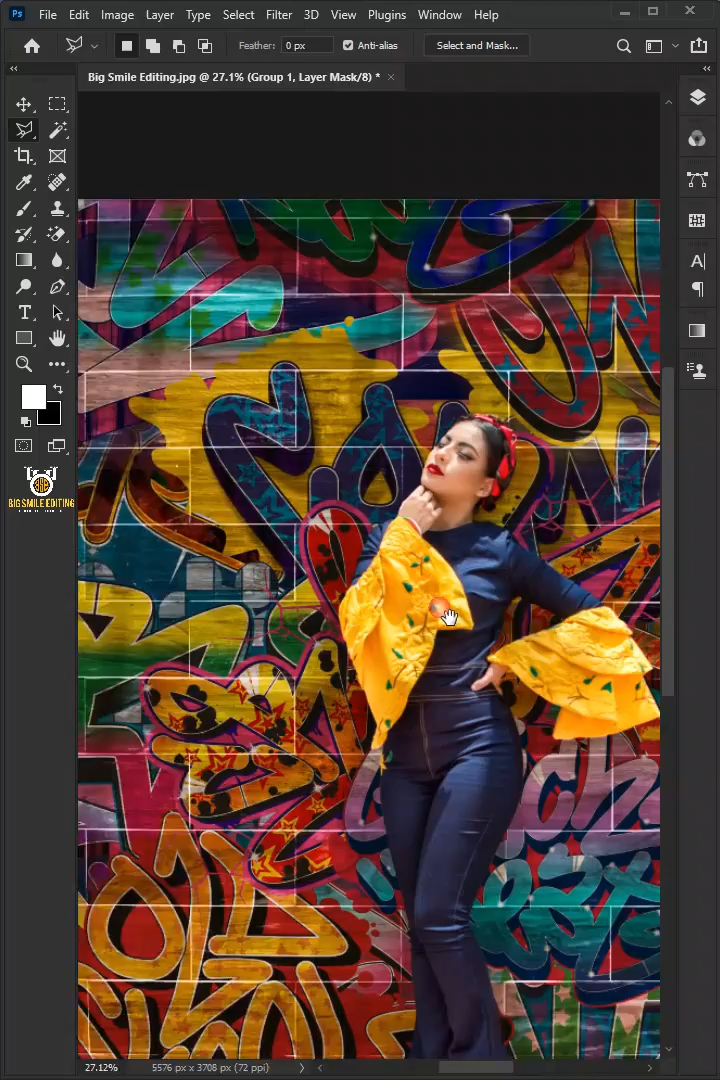 Ps File Edit Image Layer Type Select Filter 3D View Plugins Window Help
Feather: 0 px Anti-alias Select and Mask...
Big Smile Editing.jpg @ 27.1% (Group 1, Layer Mask/8) * ×
BIG SMILE EDITING
27.12% 5576 px x 3708 px (72 ppi)